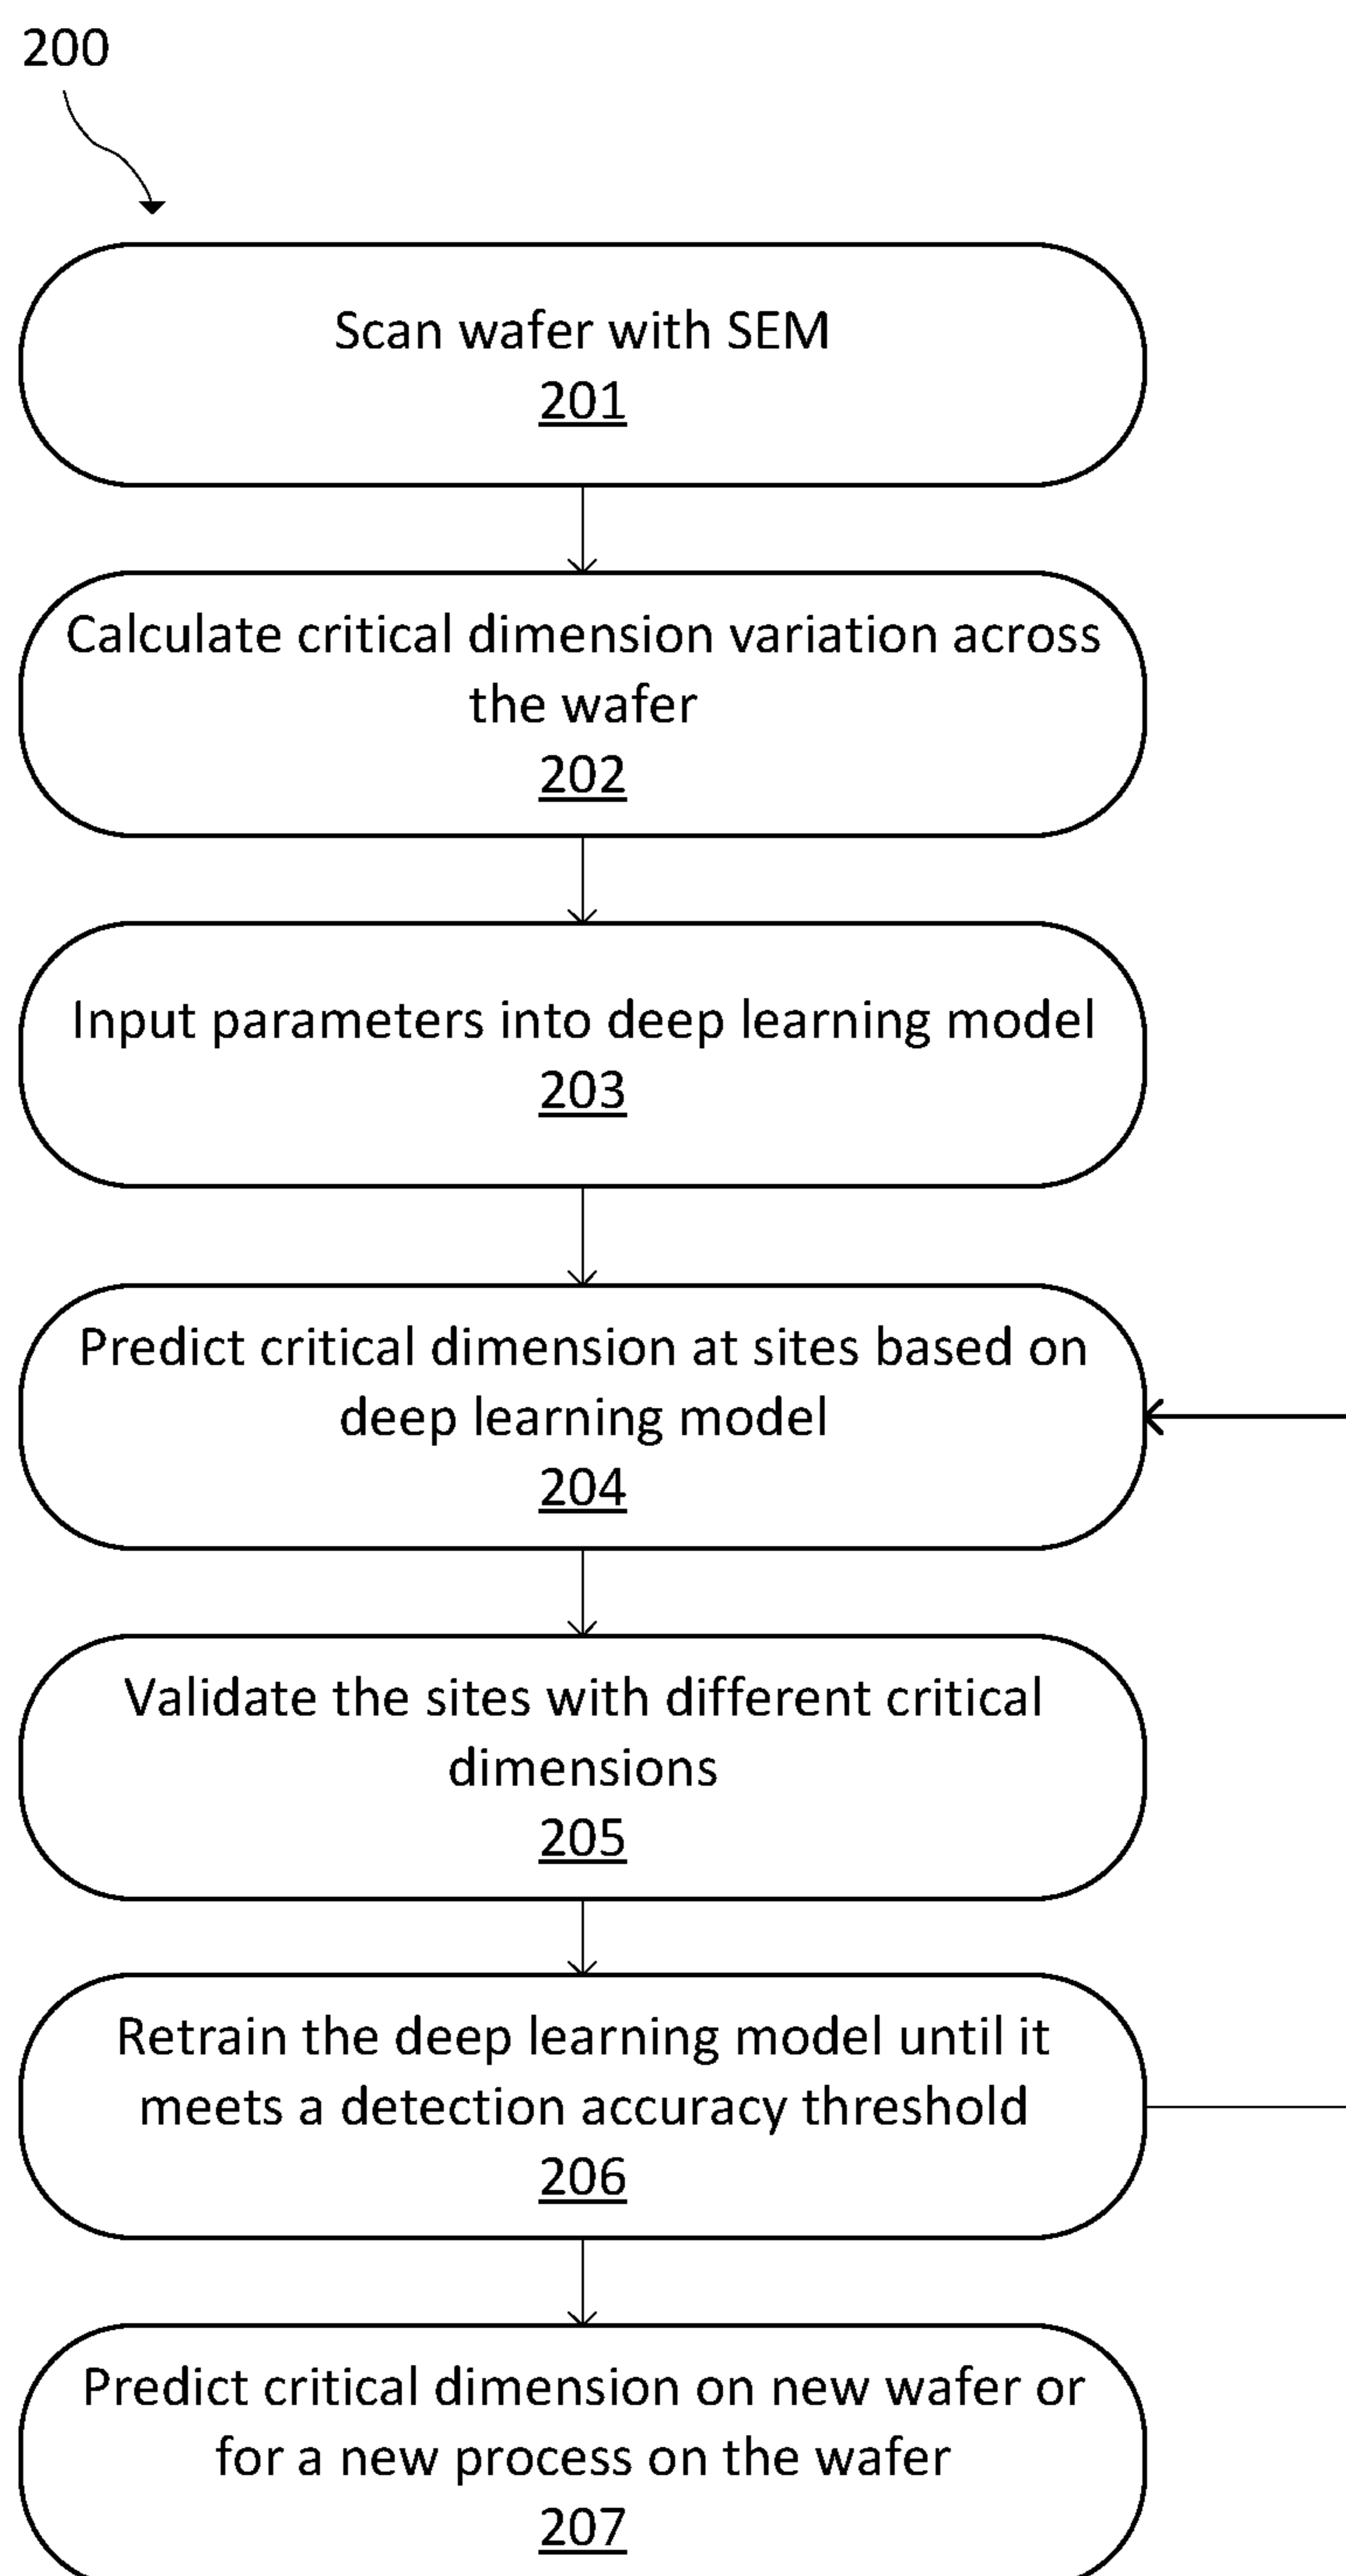 200
Scan wafer with SEM
201
Calculate critical dimension variation across
the wafer
202
Input parameters into deep learning model
203
Predict critical dimension at sites based on
deep learning model
204
Validate the sites with different critical
dimensions
205
Retrain the deep learning model until it
meets a detection accuracy threshold
206
Predict critical dimension on new wafer or
for a new process on the wafer
207